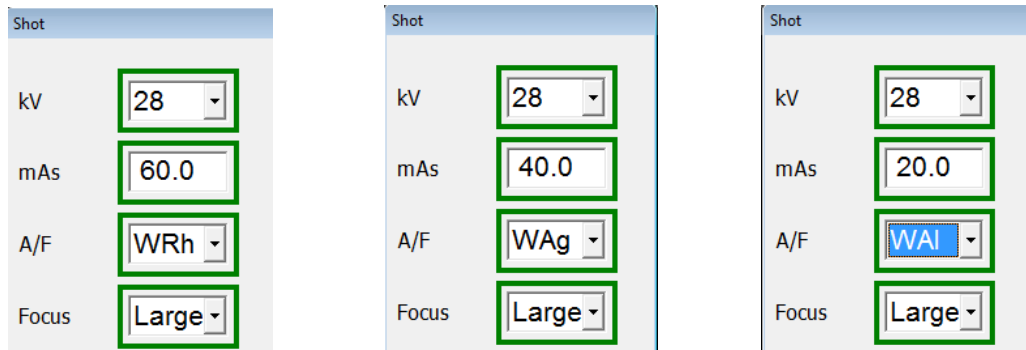 Shot
kV 28
mAs 60.0
A/F WRh
Focus Large
Shot
kV 28
mAs 40.0
A/F WAg
Focus Large
Shot
kV 28
mAs 20.0
A/F WAl
Focus Large